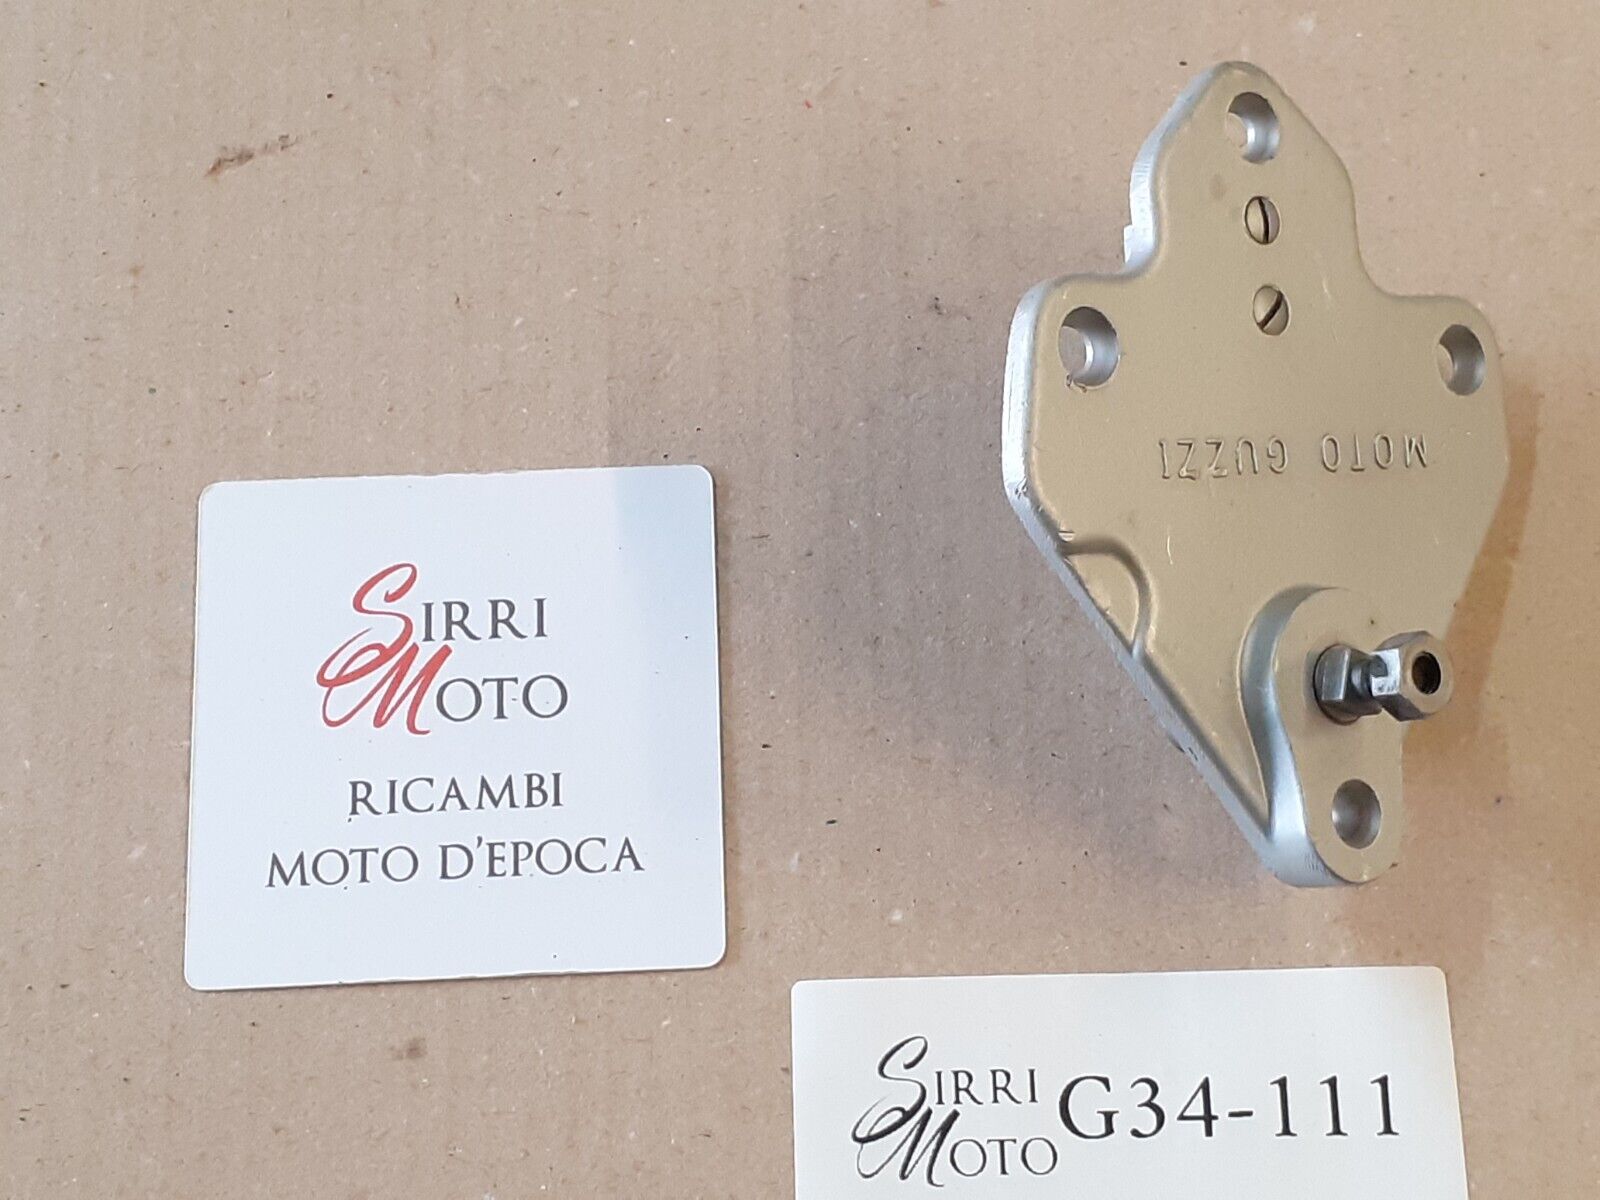 SIRRI
MOTO
RICAMBI
MOTO D'EPOCA
MOTO GUZZI
SIRRI
MOTO
G34-111